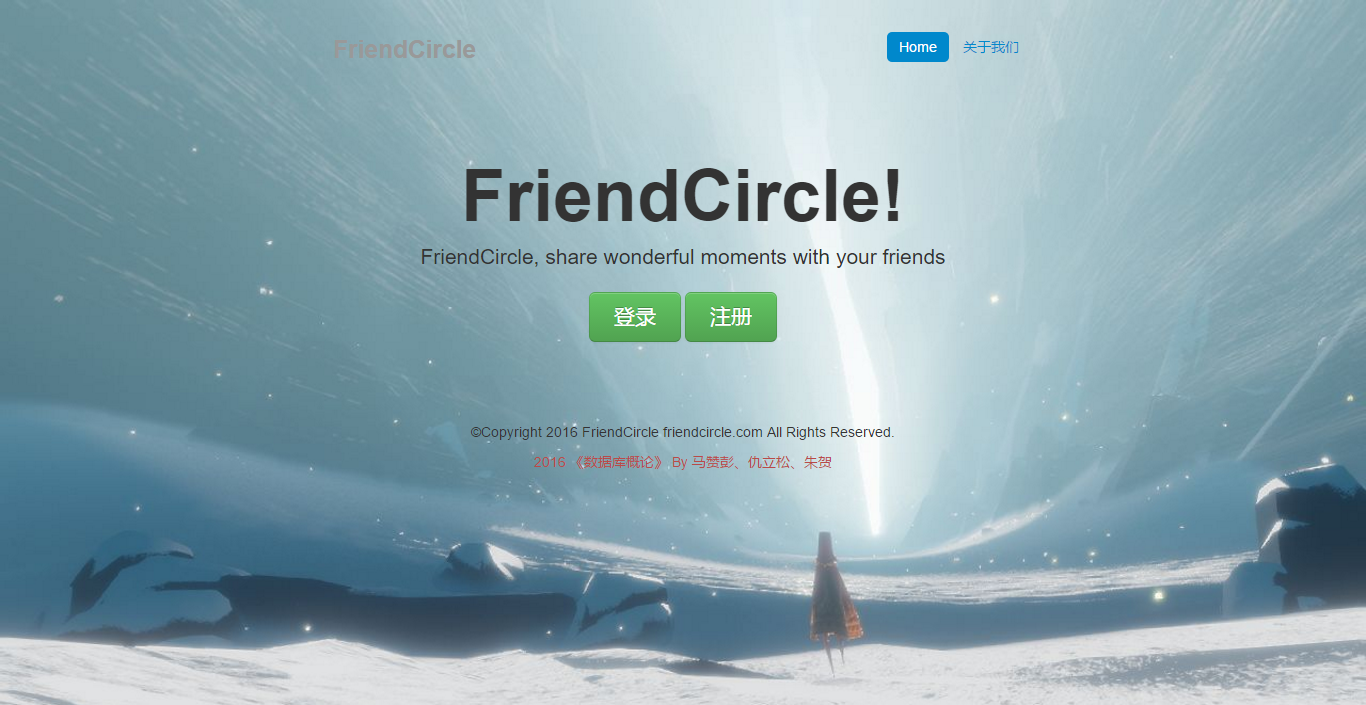 FriendCircle
Home 关于我们
FriendCircle!
FriendCircle, share wonderful moments with your friends
登录 注册
©Copyright 2016 FriendCircle friendcircle.com All Rights Reserved.
2016 《数据库概论》 By 马赞彭、仇立松、朱贺